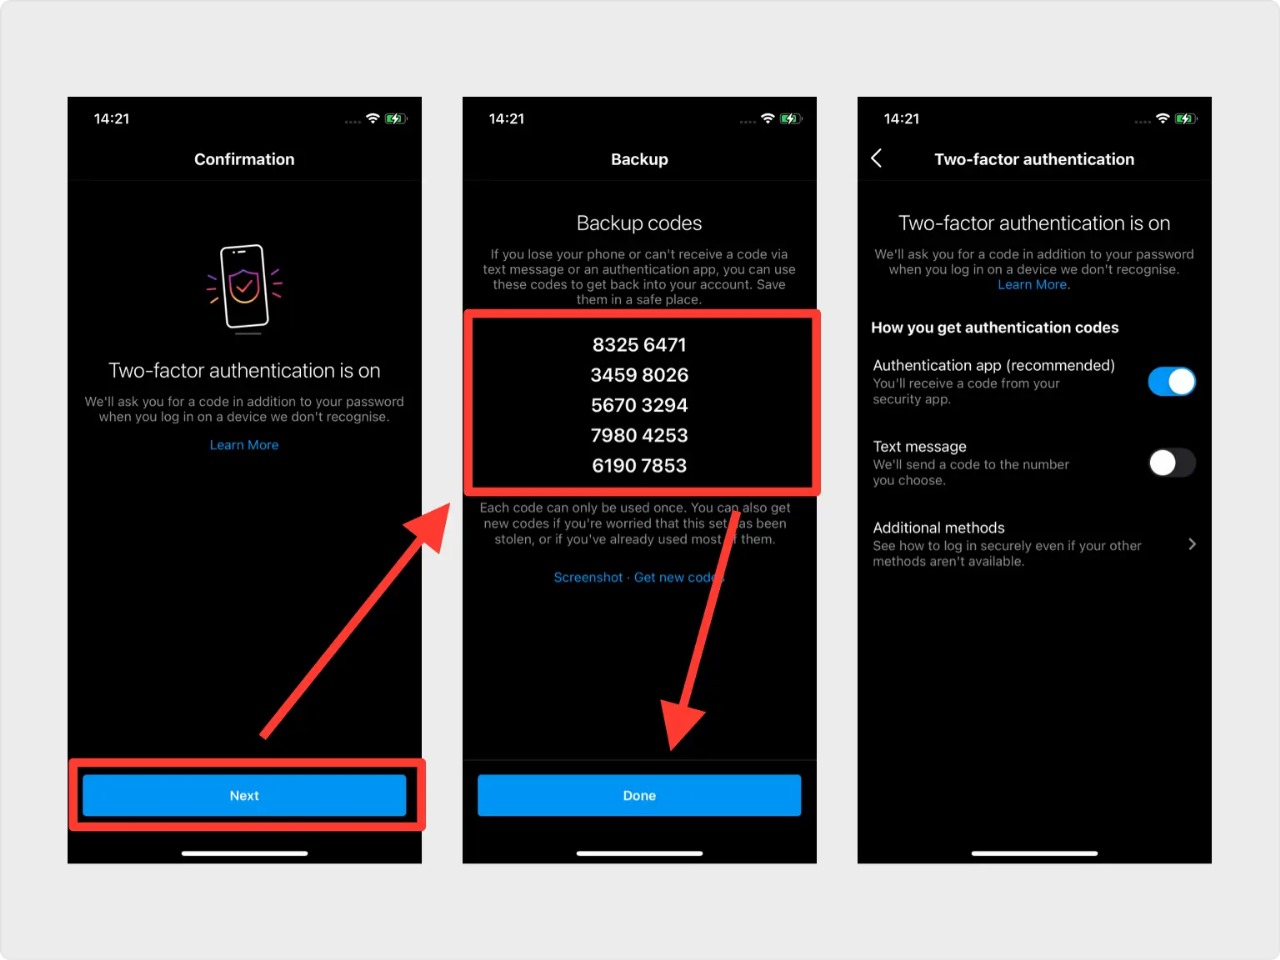 14:21
Confirmation
Two-factor authentication is on
We'll ask you for a code in addition to your password
when you log in on a device we don't recognise.
Learn More
Next
14:21
Backup
Backup codes
If you lose your phone or can't receive a code via
text message or an authentication app, you can use
these codes to get back into your account. Save
them in a safe place.
8325 6471
3459 8026
5670 3294
7980 4253
6190 7853
Each code can only be used once. You can also get
new codes if you're worried that this set has been
stolen, or if you've already used most of them.
Screenshot · Get new codes
Done
14:21
Two-factor authentication
Two-factor authentication is on
We'll ask you for a code in addition to your password
when you log in on a device we don't recognise.
Learn More.
How you get authentication codes
Authentication app (recommended)
You'll receive a code from your
security app.
Text message
We'll send a code to the number
you choose.
Additional methods
See how to log in securely even if your other
methods aren't available.